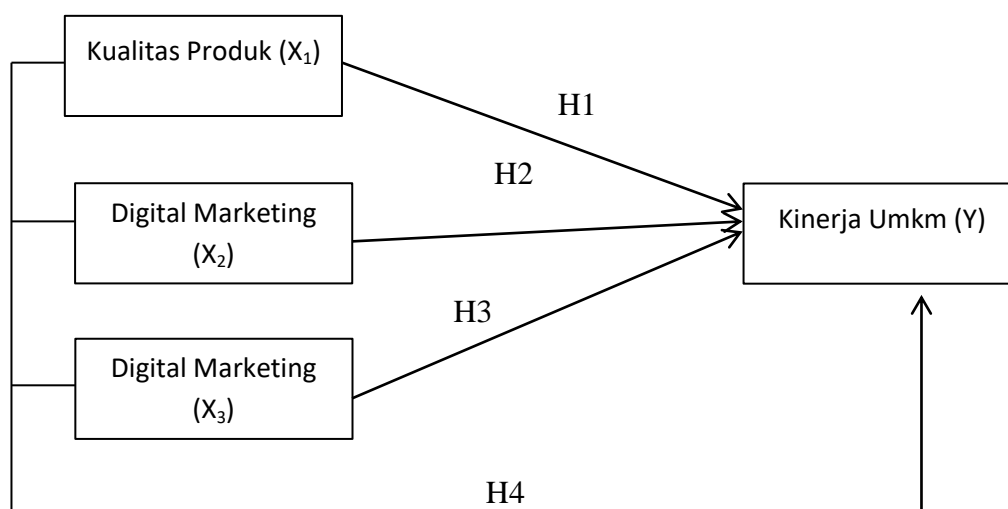 Kualitas Produk (X₁)
H1
H2
Digital Marketing
(X₂)
Kinerja Umkm (Y)
H3
Digital Marketing
(X₃)
H4